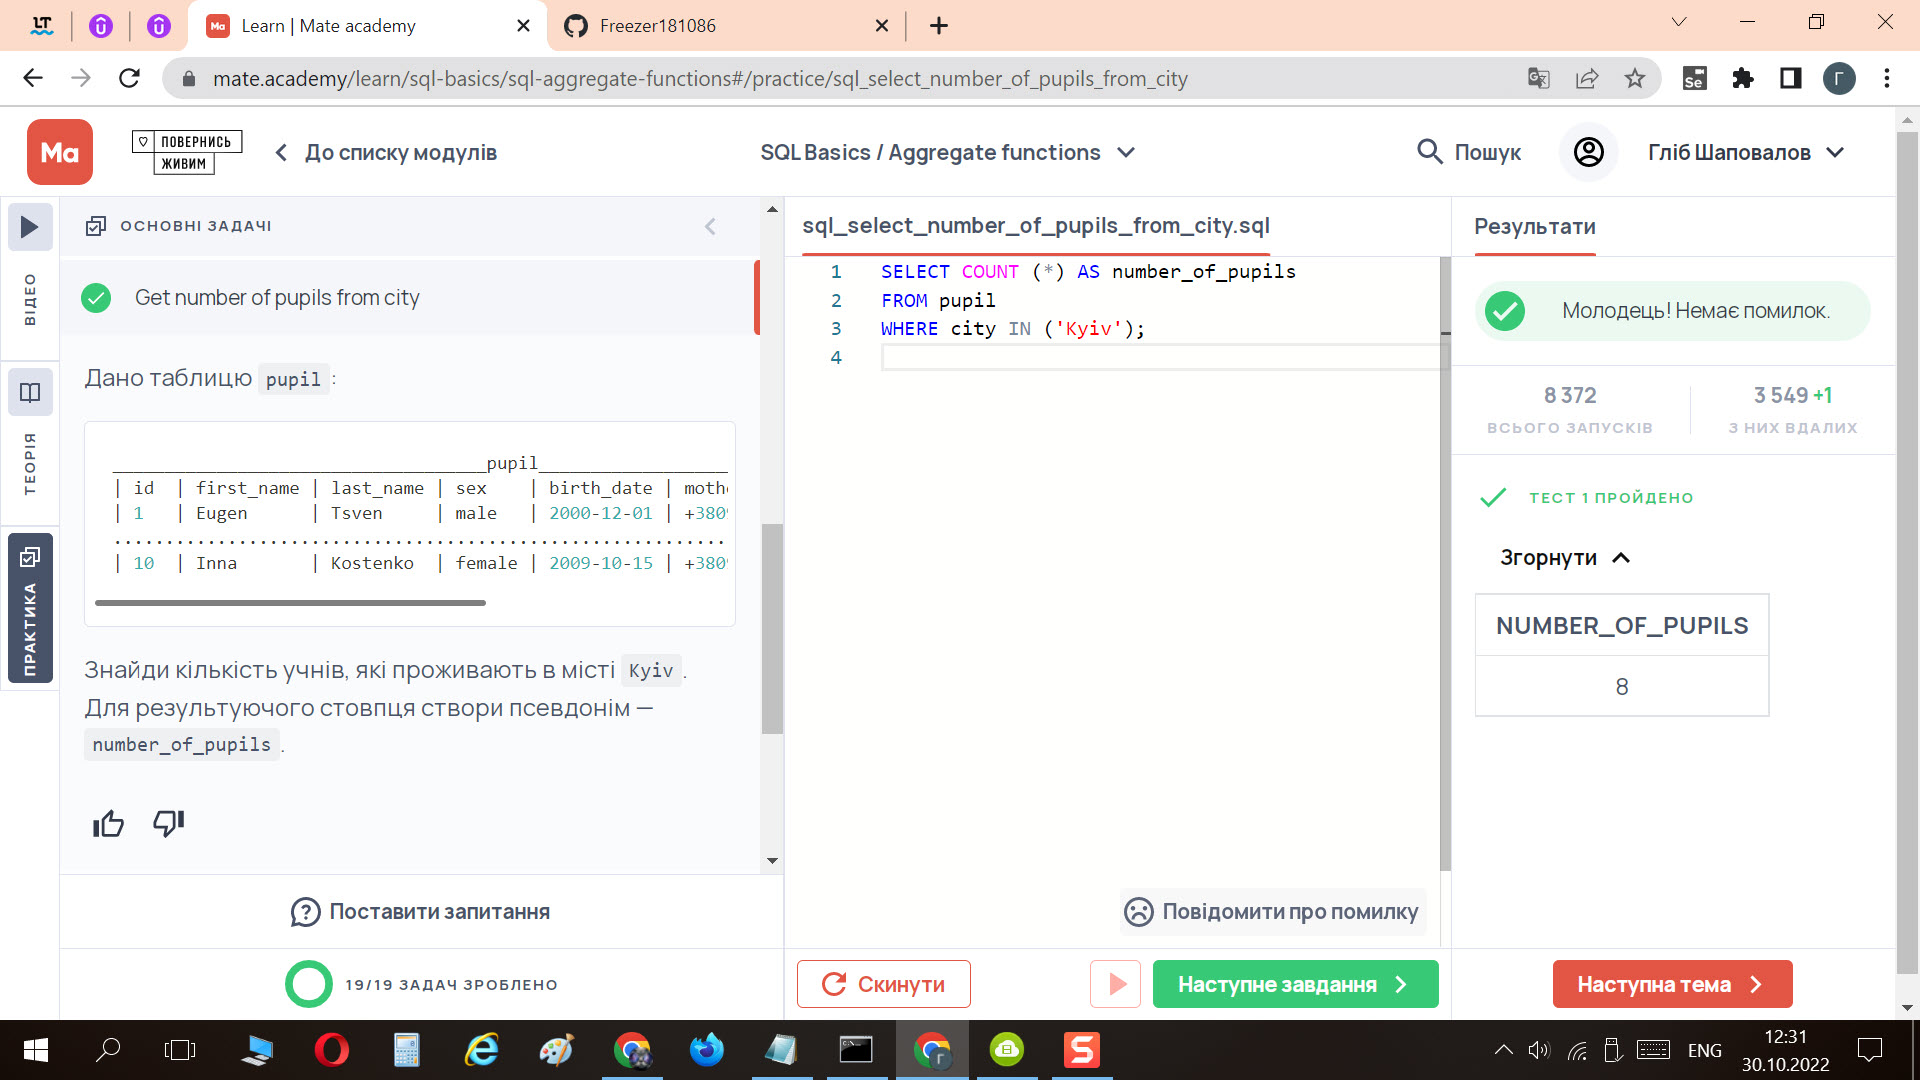 Learn | Mate academy
Freezer181086
mate.academy/learn/sql-basics/sql-aggregate-functions#/practice/sql_select_number_of_pupils_from_city
Ma
ПОВЕРНИСЬ
ЖИВИМ
До списку модулів
SQL Basics / Aggregate functions
Пошук
Гліб Шаповалов
ВІДЕО
ТЕОРІЯ
ПРАКТИКА
ОСНОВНІ ЗАДАЧІ
Get number of pupils from city
Дано таблицю pupil :
____________________________________pupil__________________
| id | first_name | last_name | sex | birth_date | moth
| 1 | Eugen | Tsven | male | 2000-12-01 | +380
...........................................................
| 10 | Inna | Kostenko | female | 2009-10-15 | +380
Знайди кількість учнів, які проживають в місті Kyiv .
Для результуючого стовпця створи псевдонім —
number_of_pupils .
Поставити запитання
19/19 ЗАДАЧ ЗРОБЛЕНО
sql_select_number_of_pupils_from_city.sql
1 SELECT COUNT (*) AS number_of_pupils
2 FROM pupil
3 WHERE city IN ('Kyiv');
4
Повідомити про помилку
Скинути
Наступне завдання
Результати
Молодець! Немає помилок.
8 372
ВСЬОГО ЗАПУСКІВ
3 549 +1
З НИХ ВДАЛИХ
ТЕСТ 1 ПРОЙДЕНО
Згорнути
NUMBER_OF_PUPILS
8
Наступна тема
ENG
12:31
30.10.2022